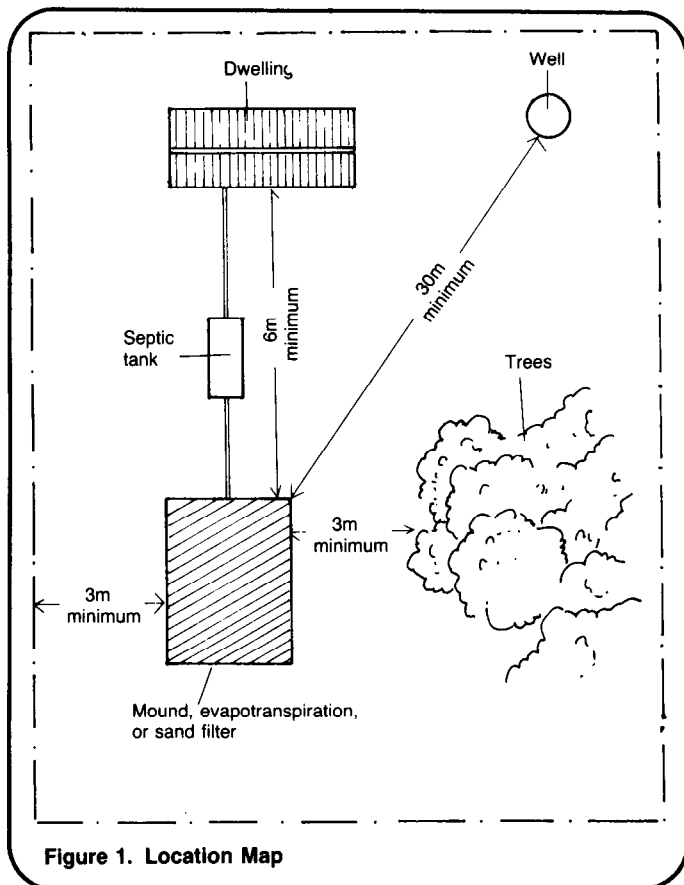 Dwelling
Well
30m
minimum
6m
minimum
Septic
tank
Trees
3m
minimum
3m
minimum
Mound, evapotranspiration,
or sand filter
Figure 1. Location Map